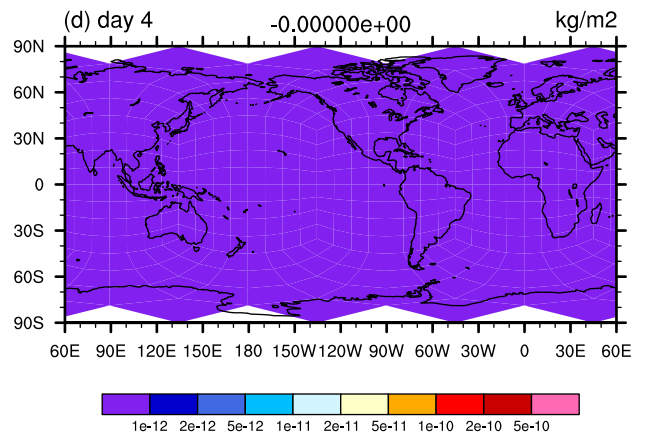 (d) day 4 -0.00000e+00 kg/m2
90N
60N
30N
0
30S
60S
90S
60E 90E 120E 150E 180 150W 120W 90W 60W 30W 0 30E 60E
1e-12 2e-12 5e-12 1e-11 2e-11 5e-11 1e-10 2e-10 5e-10